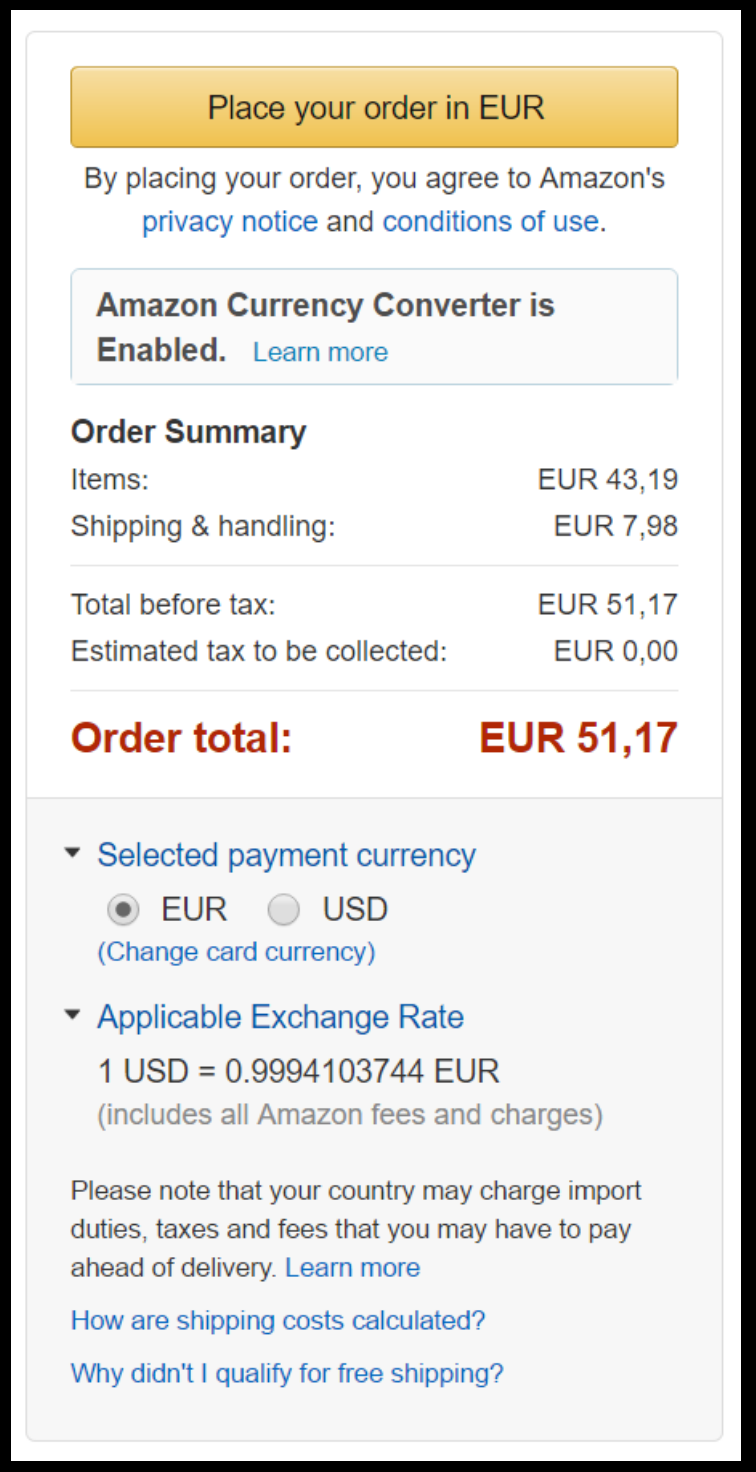 Place your order in EUR
By placing your order, you agree to Amazon's
privacy notice and conditions of use.
Amazon Currency Converter is
Enabled. Learn more
Order Summary
Items: EUR 43,19
Shipping & handling: EUR 7,98
Total before tax: EUR 51,17
Estimated tax to be collected: EUR 0,00
Order total: EUR 51,17
Selected payment currency
EUR USD
(Change card currency)
Applicable Exchange Rate
1 USD = 0.9994103744 EUR
(includes all Amazon fees and charges)
Please note that your country may charge import
duties, taxes and fees that you may have to pay
ahead of delivery. Learn more
How are shipping costs calculated?
Why didn't I qualify for free shipping?